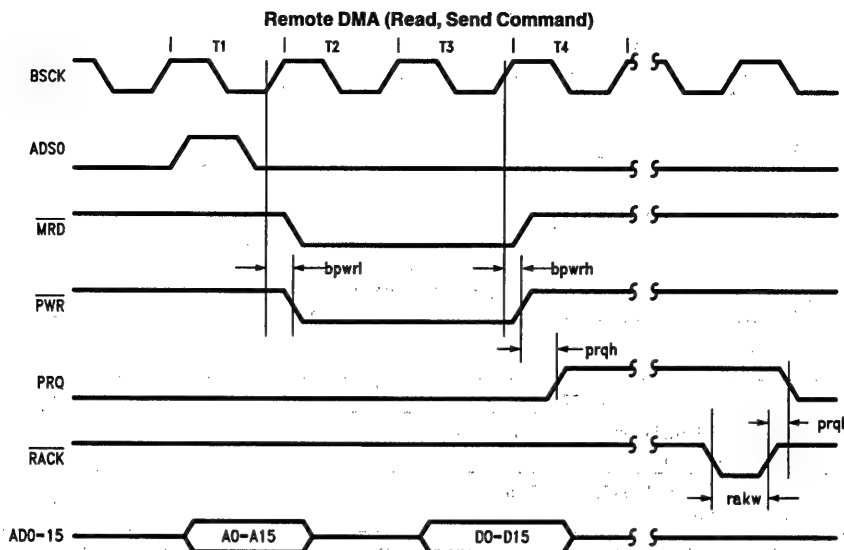 Remote DMA (Read, Send Command)
T1 T2 T3 T4
BSCK
ADS0
MRD
bpwrl bpwrh
PWR
prqh
PRQ
prql
RACK
rakw
AD0-15 A0-A15 D0-D15